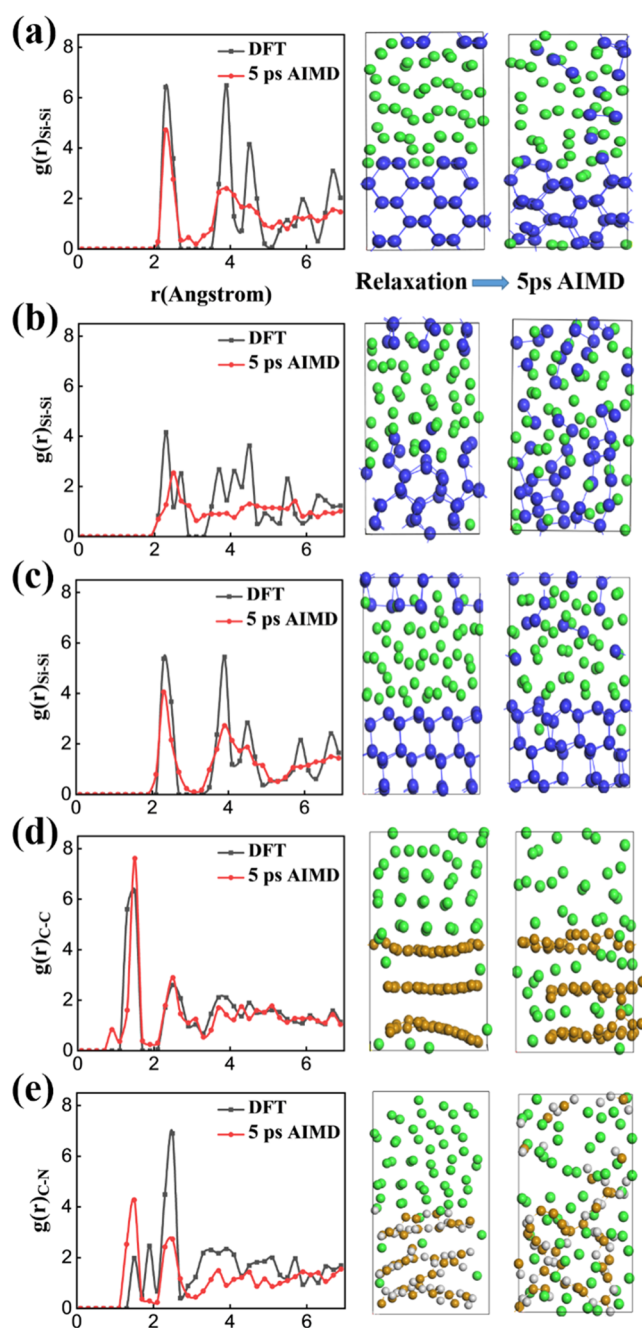 (a)
8
6
4
2
0
g(r)Si-Si
DFT
5 ps AIMD
0 2 4 6
r(Angstrom)
Relaxation 5ps AIMD
(b)
8
6
4
2
0
g(r)Si-Si
DFT
5 ps AIMD
0 2 4 6
(c)
8
6
4
2
0
g(r)Si-Si
DFT
5 ps AIMD
0 2 4 6
(d)
8
6
4
2
0
g(r)C-C
DFT
5 ps AIMD
0 2 4 6
(e)
8
6
4
2
0
g(r)C-N
DFT
5 ps AIMD
0 2 4 6